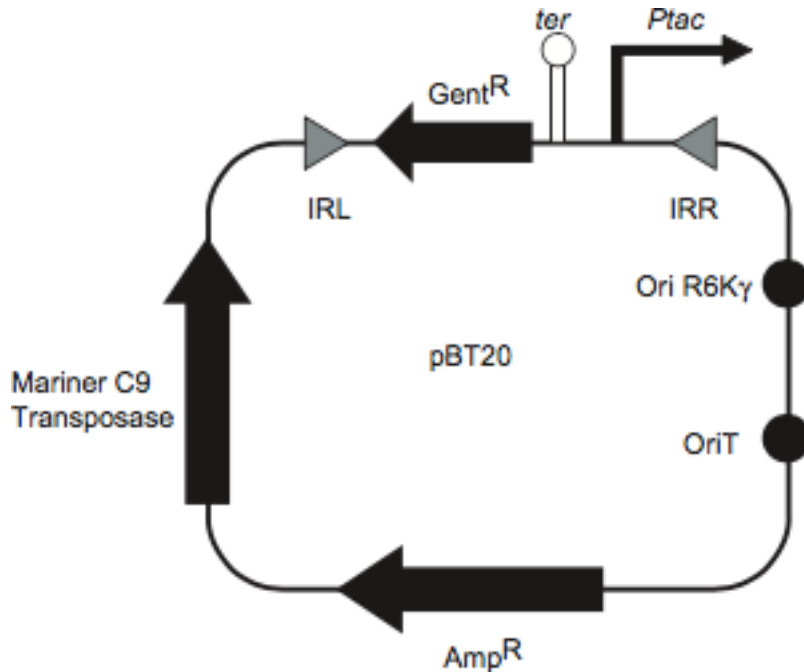 ter
Ptac
Gent^R
IRL
IRR
Ori R6Kγ
pBT20
Mariner C9
Transposase
OriT
Amp^R